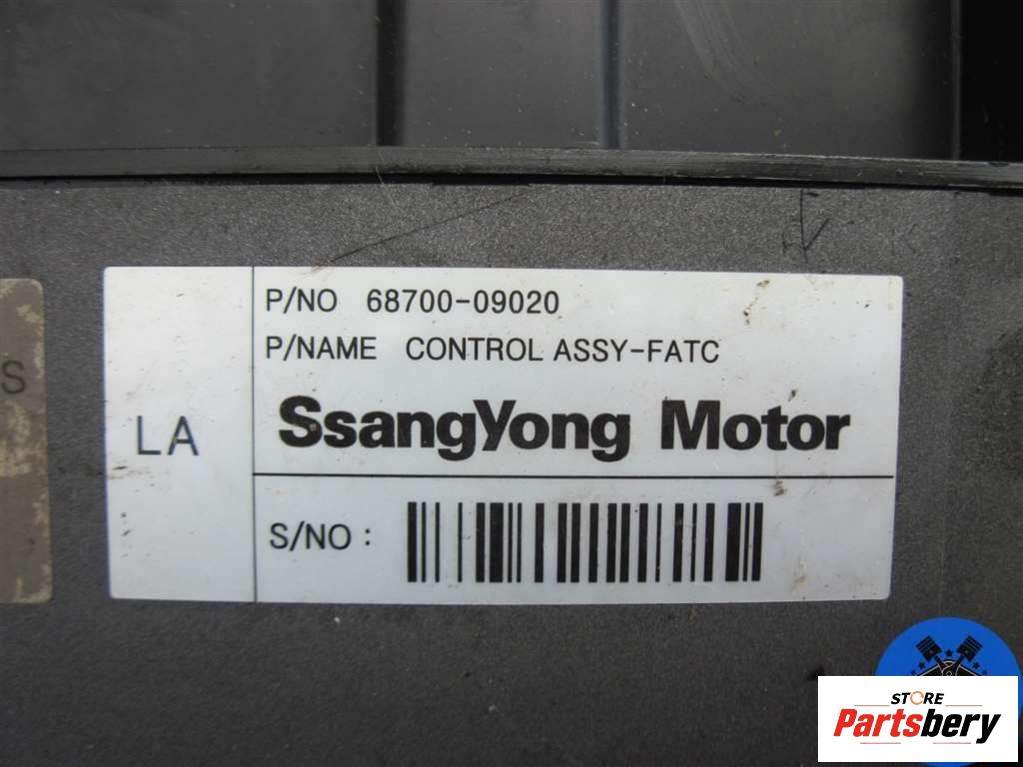 S
P/NO 68700-09020
P/NAME CONTROL ASSY-FATC
LA
SsangYong Motor
S/NO :
STORE
Partsbery